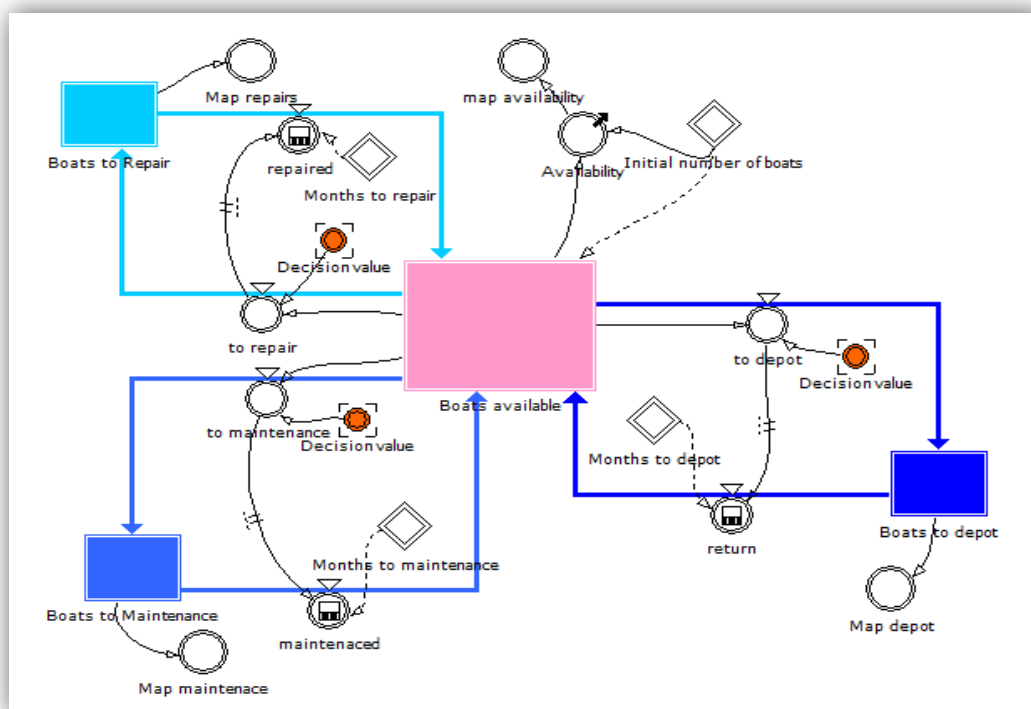 Map repairs
map availability
Boats to Repair
repaired
Availability
Initial number of boats
Months to repair
Decision value
to repair
to depot
Decision value
Boats available
to maintenance
Decision value
Months to depot
Boats to depot
return
Months to maintenance
Boats to Maintenance
maintenaced
Map depot
Map maintenace